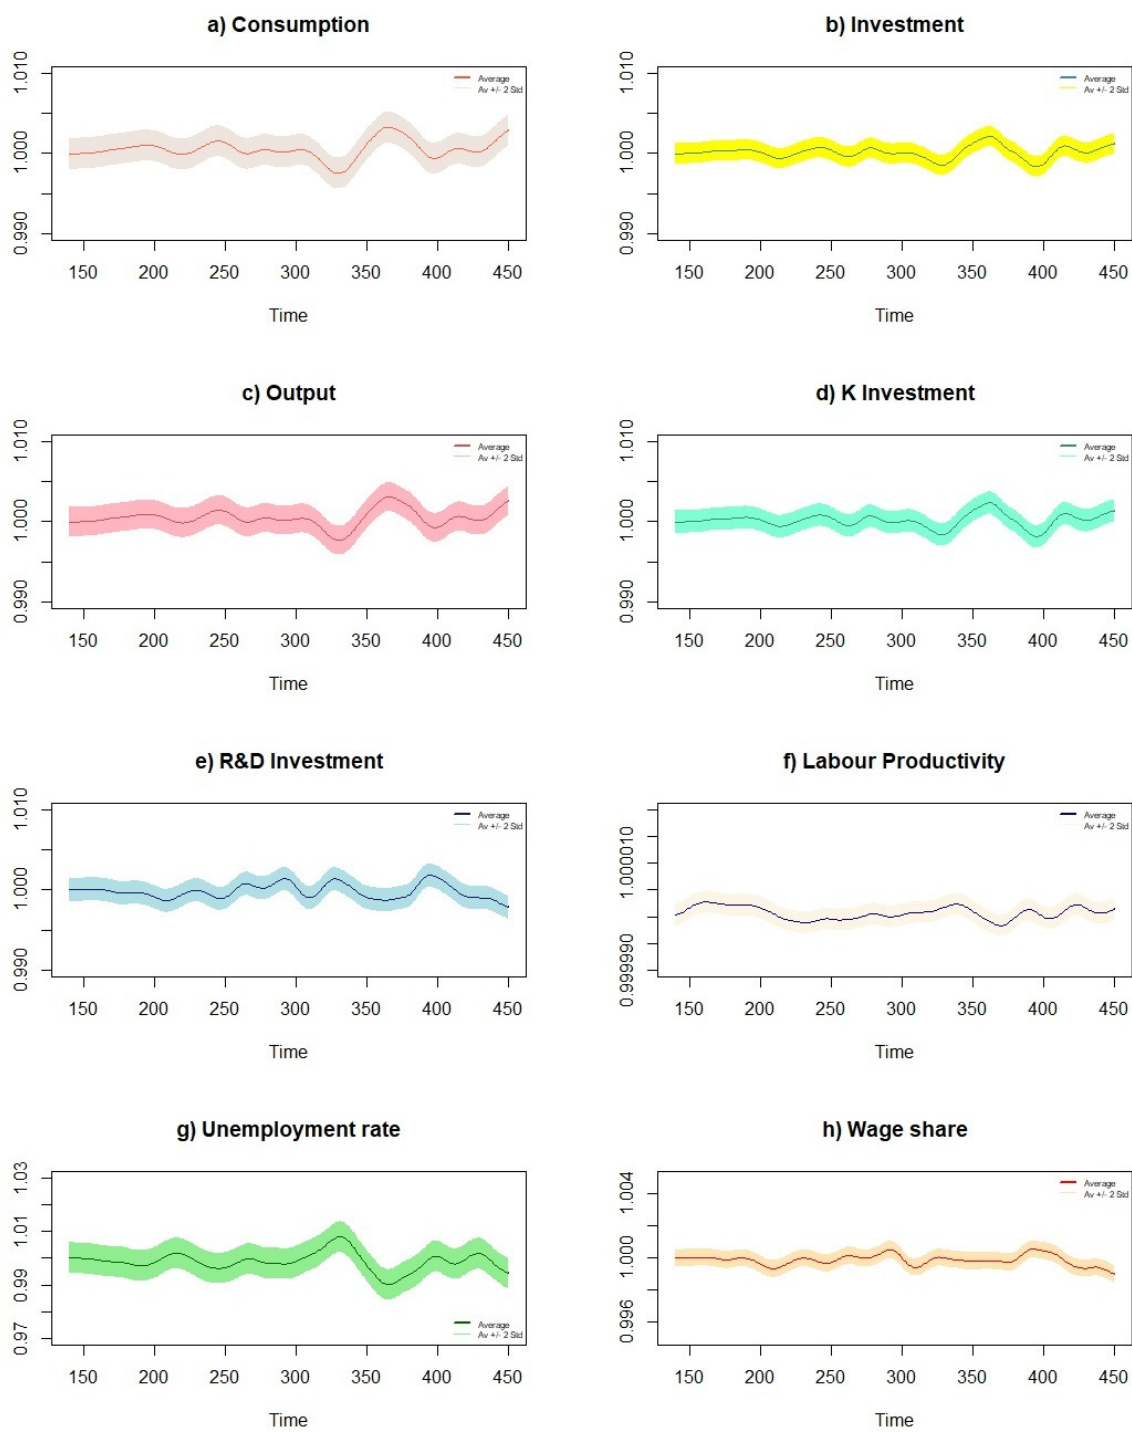 a) Consumption
1.010
1.000
0.990
Average
Av +/- 2 Std
150 200 250 300 350 400 450
Time
b) Investment
1.010
1.000
0.990
Average
Av +/- 2 Std
150 200 250 300 350 400 450
Time
c) Output
1.010
1.000
0.990
Average
Av +/- 2 Std
150 200 250 300 350 400 450
Time
d) K Investment
1.010
1.000
0.990
Average
Av +/- 2 Std
150 200 250 300 350 400 450
Time
e) R&D Investment
1.010
1.000
0.990
Average
Av +/- 2 Std
150 200 250 300 350 400 450
Time
f) Labour Productivity
1.000010
0.999990
Average
Av +/- 2 Std
150 200 250 300 350 400 450
Time
g) Unemployment rate
1.03
1.01
0.99
0.97
Average
Av +/- 2 Std
150 200 250 300 350 400 450
Time
h) Wage share
1.004
1.000
0.996
Average
Av +/- 2 Std
150 200 250 300 350 400 450
Time